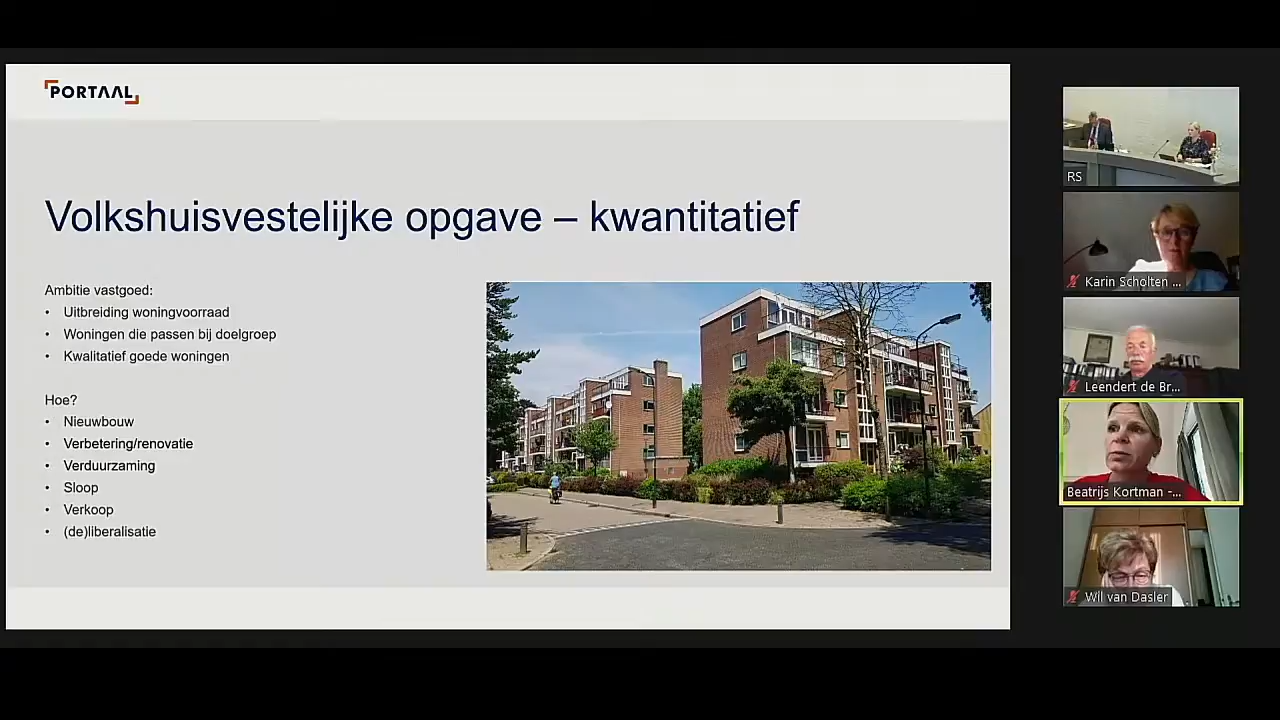 PORTAAL
Volkshuisvestelijke opgave – kwantitatief
Ambitie vastgoed:
• Uitbreiding woningvoorraad
• Woningen die passen bij doelgroep
• Kwalitatief goede woningen
Hoe?
• Nieuwbouw
• Verbetering/renovatie
• Verduurzaming
• Sloop
• Verkoop
• (de)liberalisatie
RS
Karin Scholten ...
Leendert de Br...
Beatrijs Kortman -...
Wil van Dasler